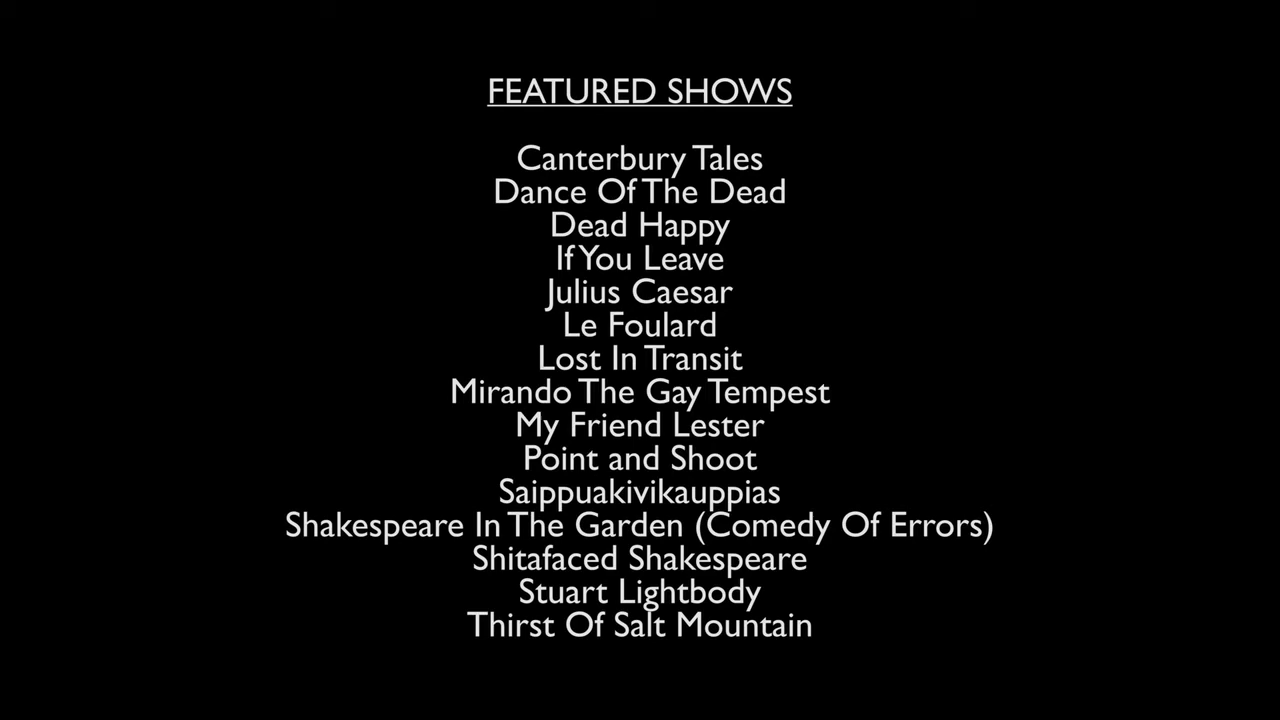 FEATURED SHOWS
Canterbury Tales
Dance Of The Dead
Dead Happy
If You Leave
Julius Caesar
Le Foulard
Lost In Transit
Mirando The Gay Tempest
My Friend Lester
Point and Shoot
Saippuakivikauppias
Shakespeare In The Garden (Comedy Of Errors)
Shitafaced Shakespeare
Stuart Lightbody
Thirst Of Salt Mountain